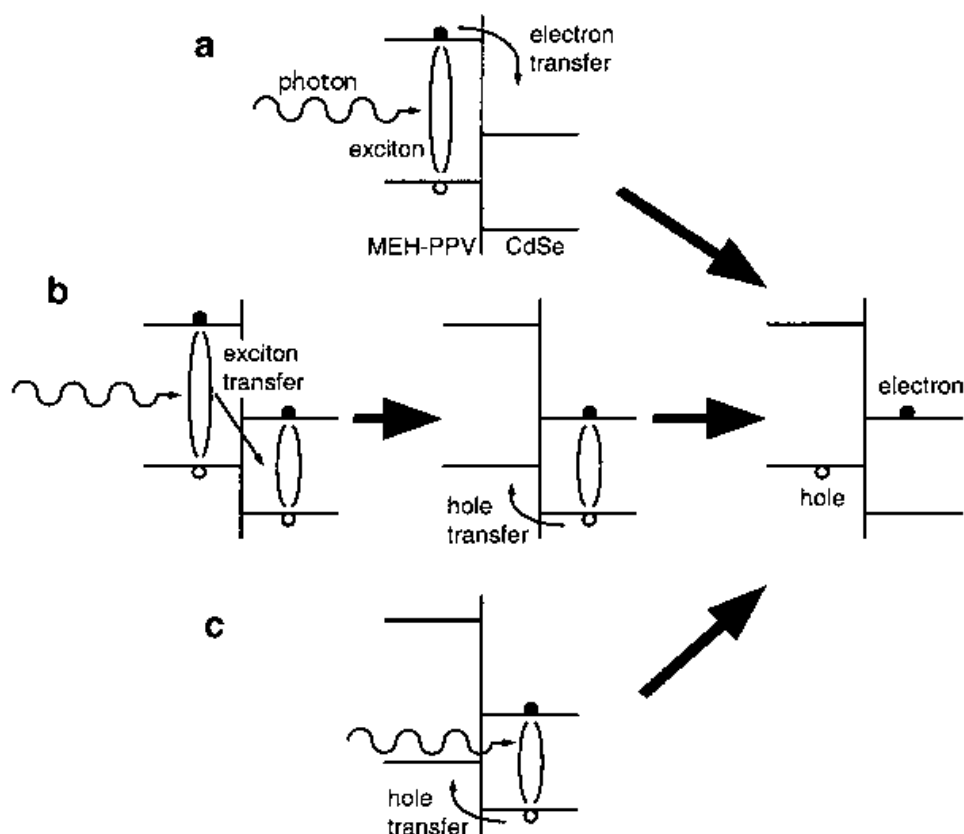 a
electron
transfer
photon
exciton
MEH-PPV
CdSe
b
exciton
transfer
hole
transfer
electron
hole
c
hole
transfer